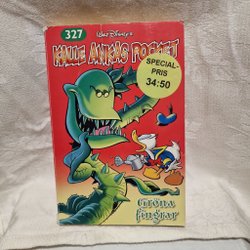 327
WALT DISNEY'S
KALLE ANKAS POCKET
SPECIAL-
PRIS
34:50
Gröna
fingrar